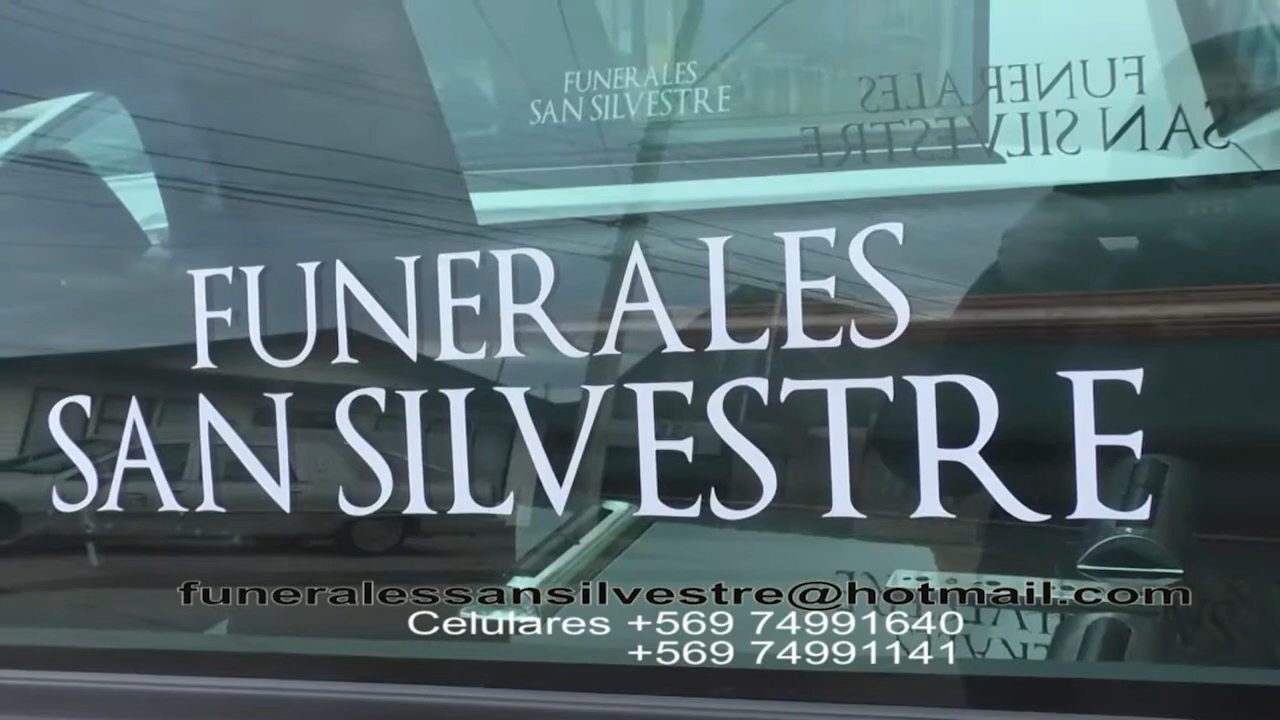 FUNERALES
SAN SILVESTRE
FUNERALES
SAN SILVESTRE
FUNERALES
SAN SILVESTRE
funeralessansilvestre@hotmail.com
Celulares +569 74991640
+569 74991141